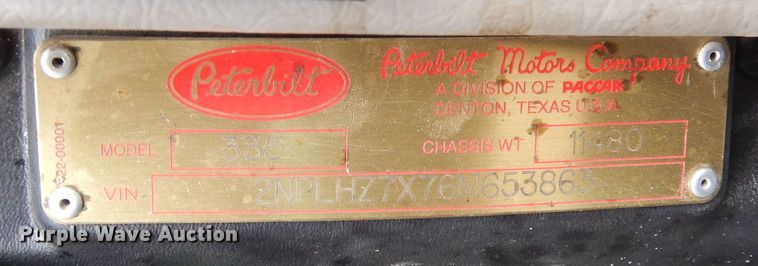 Peterbilt
Peterbilt Motors Company
A DIVISION OF PACCAR
DENTON, TEXAS U.S.A.
MODEL 335 CHASSIS WT 11480
VIN 2NPLHZ7X76M653863
Purple Wave Auction